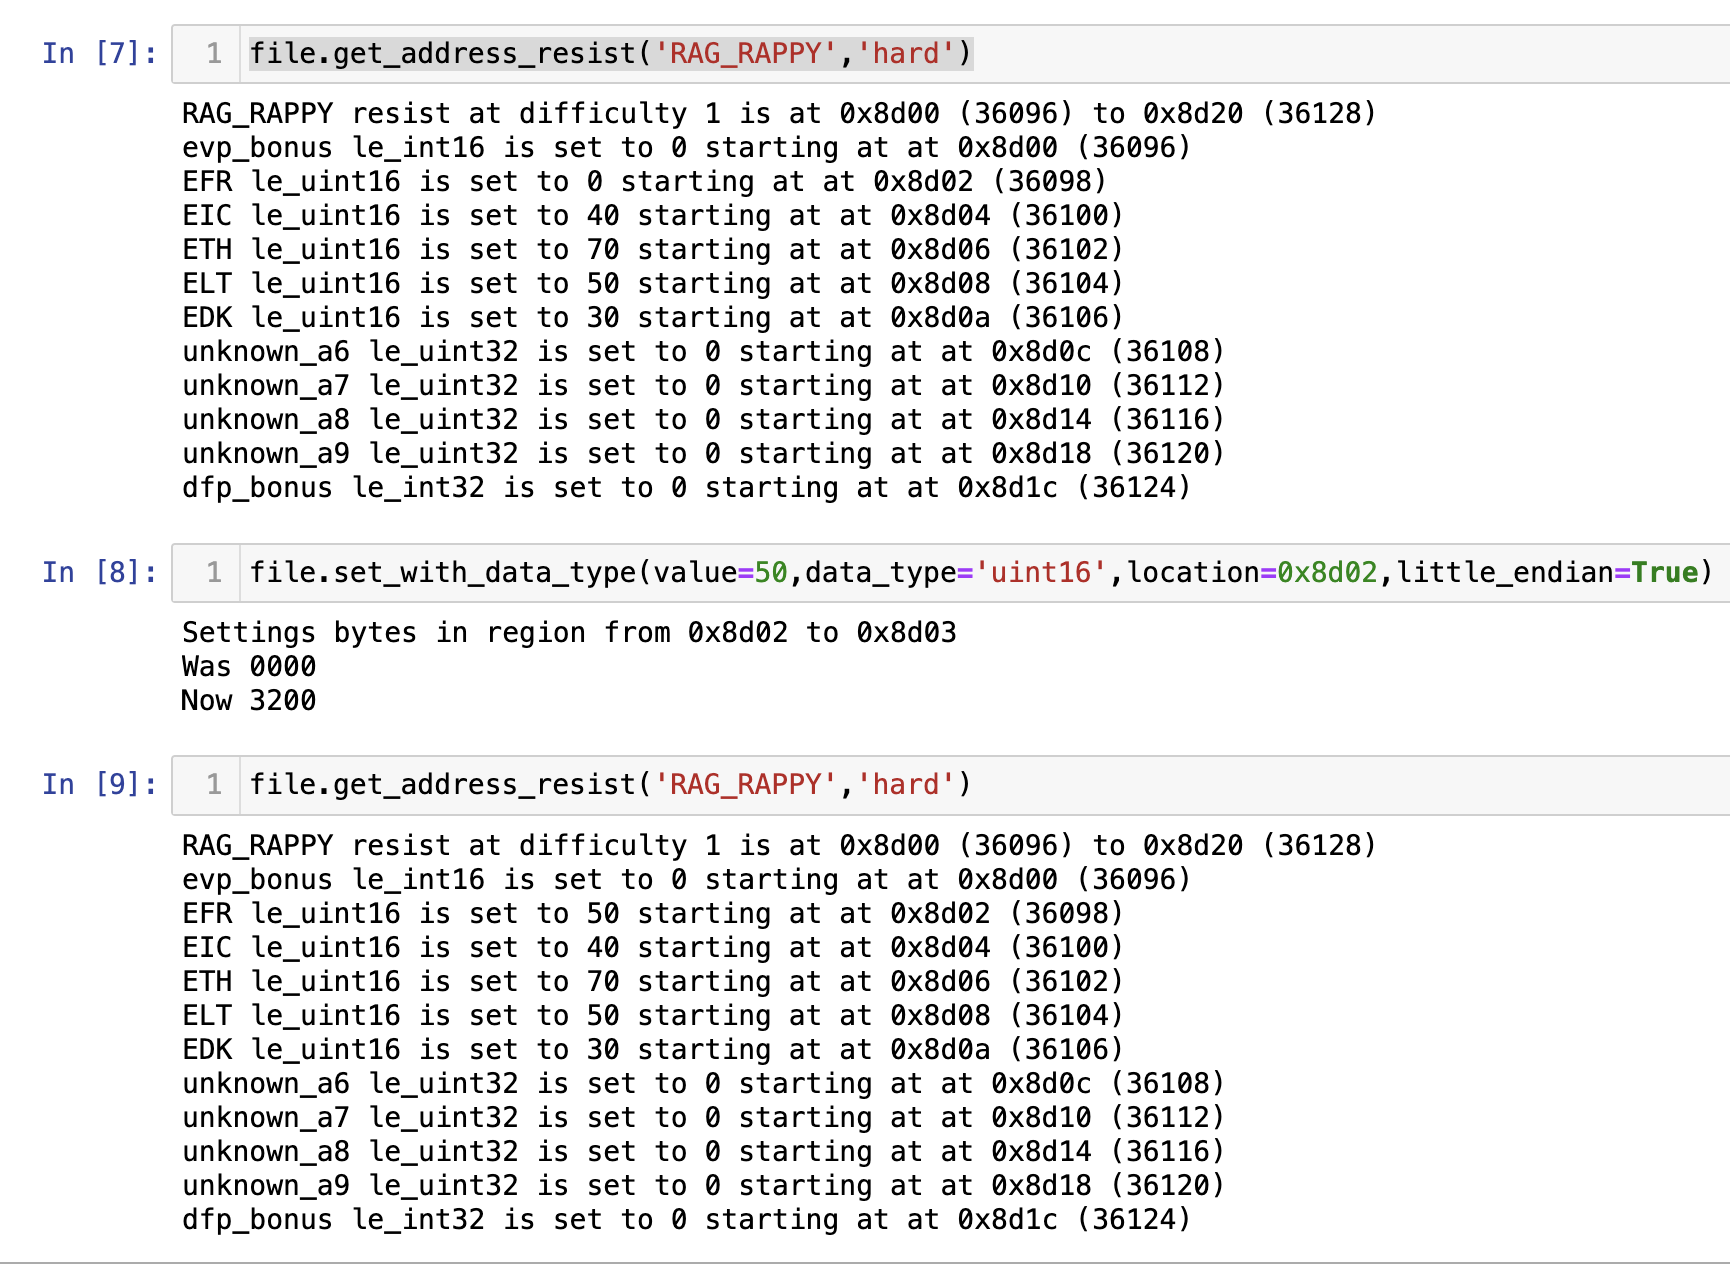 In [7]: 1 file.get_address_resist('RAG_RAPPY','hard')
RAG_RAPPY resist at difficulty 1 is at 0x8d00 (36096) to 0x8d20 (36128)
evp_bonus le_int16 is set to 0 starting at at 0x8d00 (36096)
EFR le_uint16 is set to 0 starting at at 0x8d02 (36098)
EIC le_uint16 is set to 40 starting at at 0x8d04 (36100)
ETH le_uint16 is set to 70 starting at at 0x8d06 (36102)
ELT le_uint16 is set to 50 starting at at 0x8d08 (36104)
EDK le_uint16 is set to 30 starting at at 0x8d0a (36106)
unknown_a6 le_uint32 is set to 0 starting at at 0x8d0c (36108)
unknown_a7 le_uint32 is set to 0 starting at at 0x8d10 (36112)
unknown_a8 le_uint32 is set to 0 starting at at 0x8d14 (36116)
unknown_a9 le_uint32 is set to 0 starting at at 0x8d18 (36120)
dfp_bonus le_int32 is set to 0 starting at at 0x8d1c (36124)
In [8]: 1 file.set_with_data_type(value=50,data_type='uint16',location=0x8d02,little_endian=True)
Settings bytes in region from 0x8d02 to 0x8d03
Was 0000
Now 3200
In [9]: 1 file.get_address_resist('RAG_RAPPY','hard')
RAG_RAPPY resist at difficulty 1 is at 0x8d00 (36096) to 0x8d20 (36128)
evp_bonus le_int16 is set to 0 starting at at 0x8d00 (36096)
EFR le_uint16 is set to 50 starting at at 0x8d02 (36098)
EIC le_uint16 is set to 40 starting at at 0x8d04 (36100)
ETH le_uint16 is set to 70 starting at at 0x8d06 (36102)
ELT le_uint16 is set to 50 starting at at 0x8d08 (36104)
EDK le_uint16 is set to 30 starting at at 0x8d0a (36106)
unknown_a6 le_uint32 is set to 0 starting at at 0x8d0c (36108)
unknown_a7 le_uint32 is set to 0 starting at at 0x8d10 (36112)
unknown_a8 le_uint32 is set to 0 starting at at 0x8d14 (36116)
unknown_a9 le_uint32 is set to 0 starting at at 0x8d18 (36120)
dfp_bonus le_int32 is set to 0 starting at at 0x8d1c (36124)